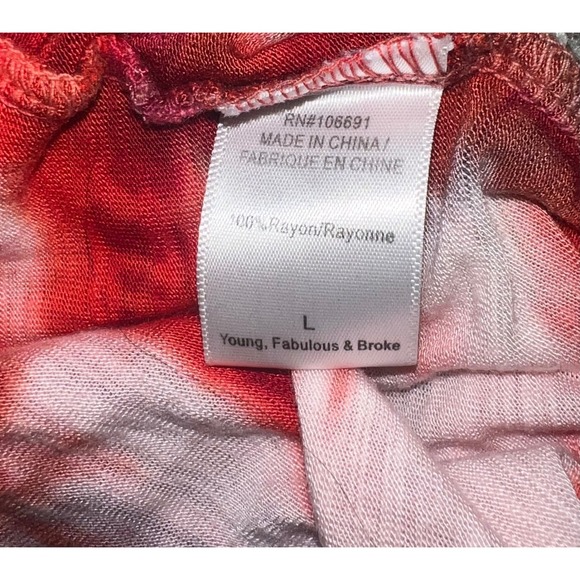 RN#106691
MADE IN CHINA/
FABRIQUE EN CHINE
100%Rayon/Rayonne
L
Young, Fabulous & Broke